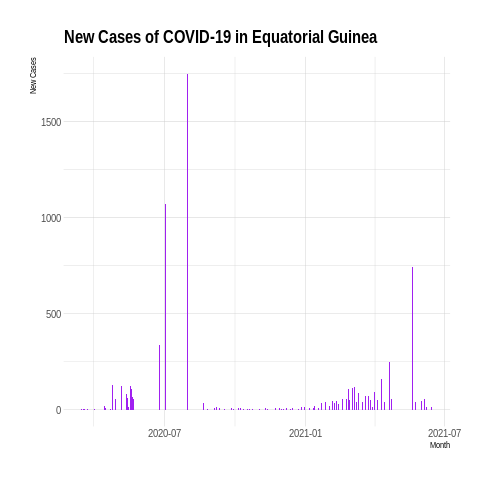 New Cases of COVID-19 in Equatorial Guinea
New Cases
1500
1000
500
0
2020-07
2021-01
2021-07
Month